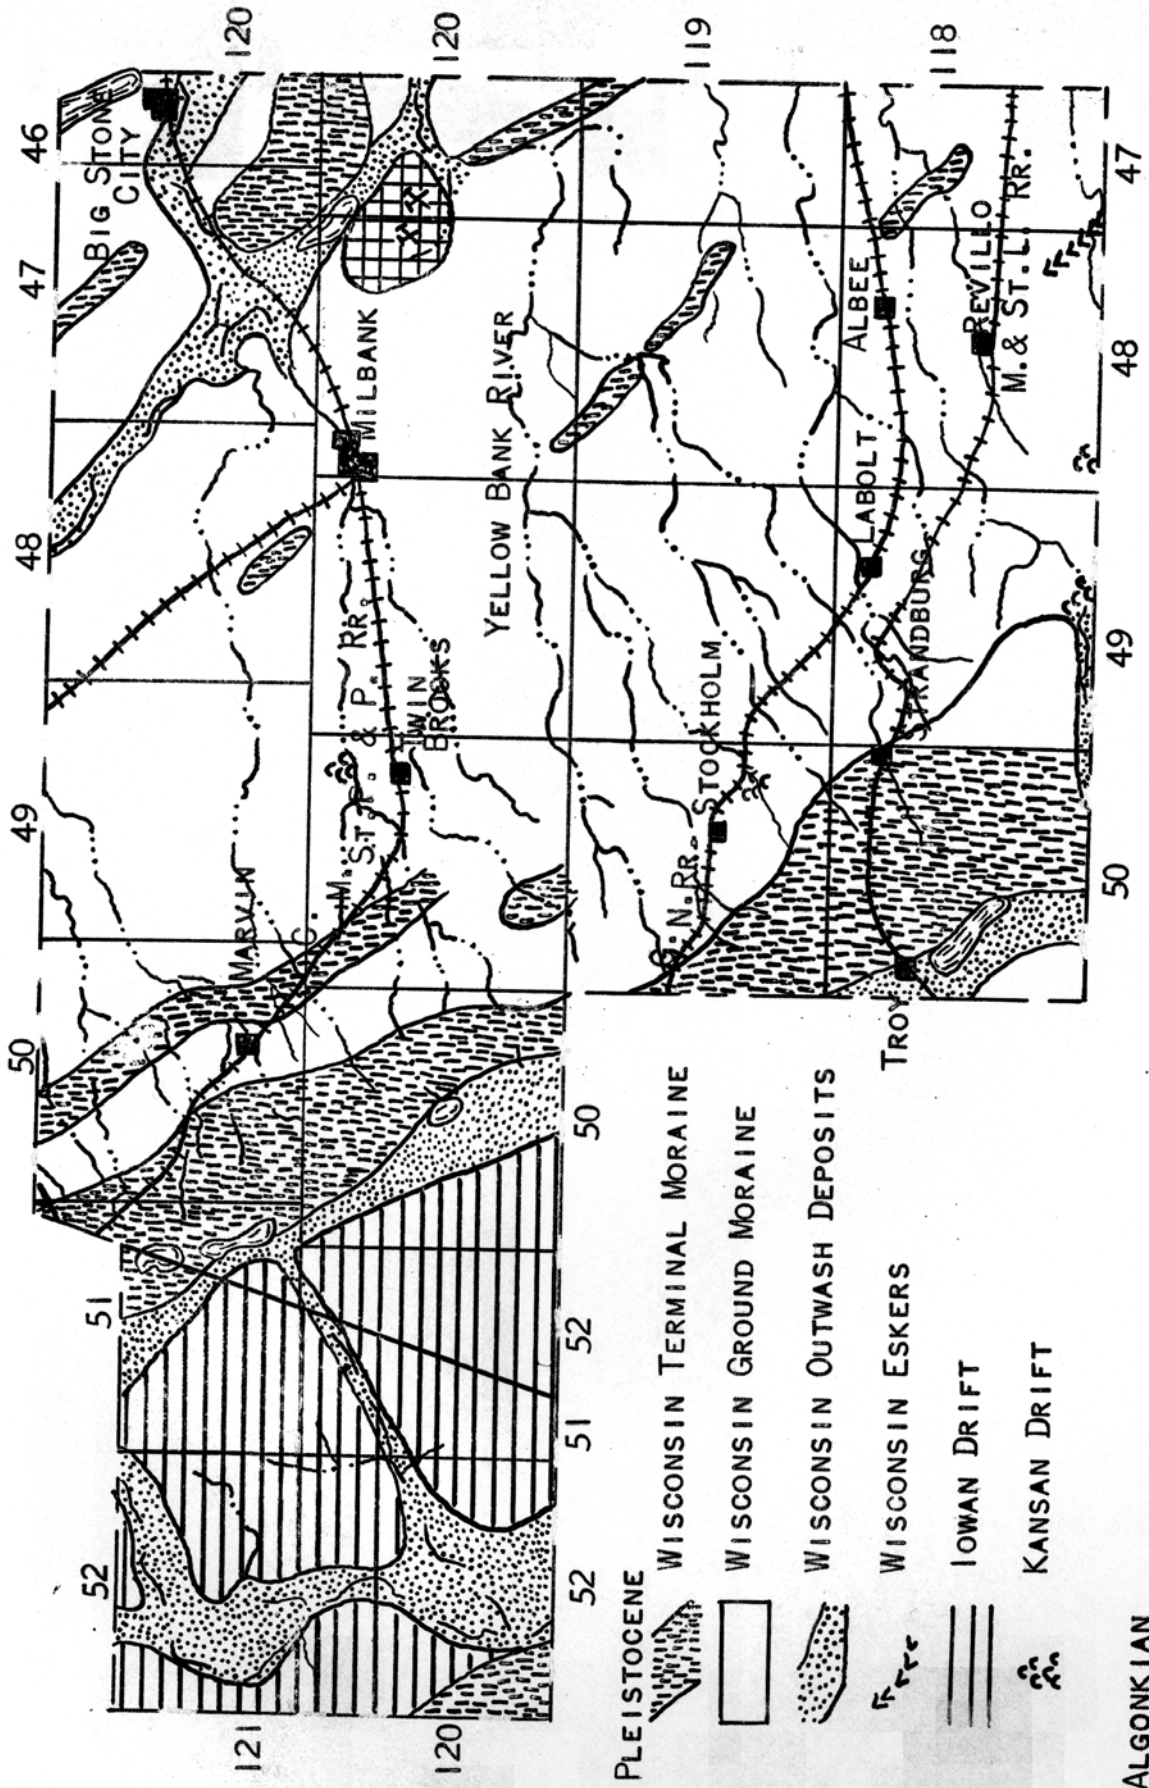 46
47
48
49
50
51
52
120
120
119
118
121
120
47
48
49
50
50
52
51
52
BIG STONE
CITY
MILBANK
MARVIN
C. M. S.T. P. & P. RR.
TWIN
BROOKS
YELLOW BANK RIVER
STOCKHOLM
G. N. RR.
ALBEE
LABOLT
REVILLO
M. & ST. L. RR.
STRANDBURG
TROY
PLEISTOCENE
WISCONSIN TERMINAL MORAINE
WISCONSIN GROUND MORAINE
WISCONSIN OUTWASH DEPOSITS
WISCONSIN ESKERS
IOWAN DRIFT
KANSAN DRIFT
ALGONKIAN